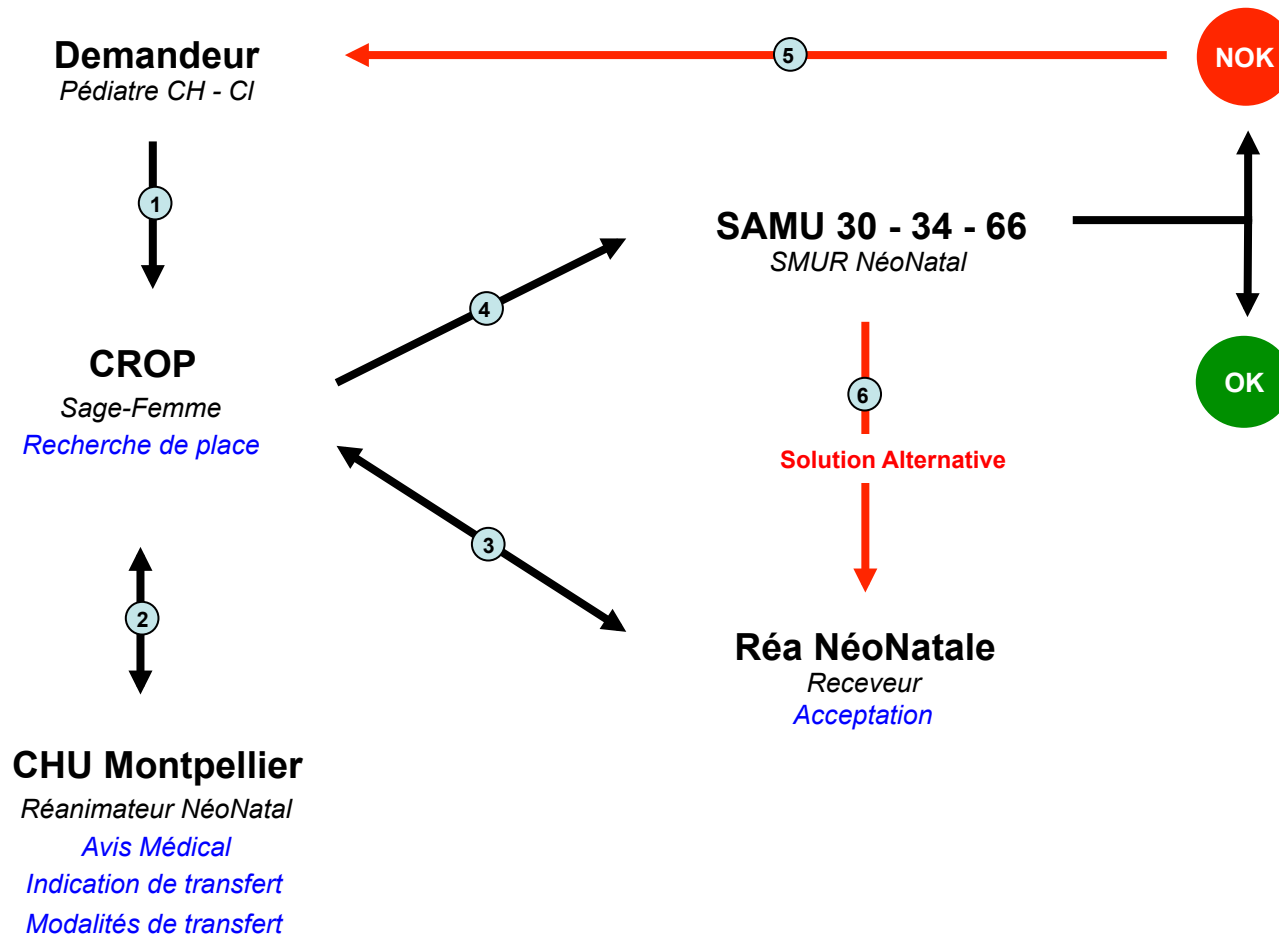 Demandeur
Pédiatre CH - Cl
5
NOK
1
SAMU 30 - 34 - 66
SMUR NéoNatal
4
CROP
Sage-Femme
Recherche de place
OK
6
Solution Alternative
3
2
Réa NéoNatale
Receveur
Acceptation
CHU Montpellier
Réanimateur NéoNatal
Avis Médical
Indication de transfert
Modalités de transfert